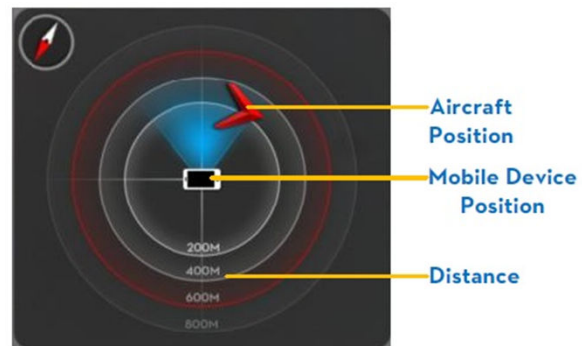 Aircraft
Position
Mobile Device
Position
200M
400M
Distance
600M
800M